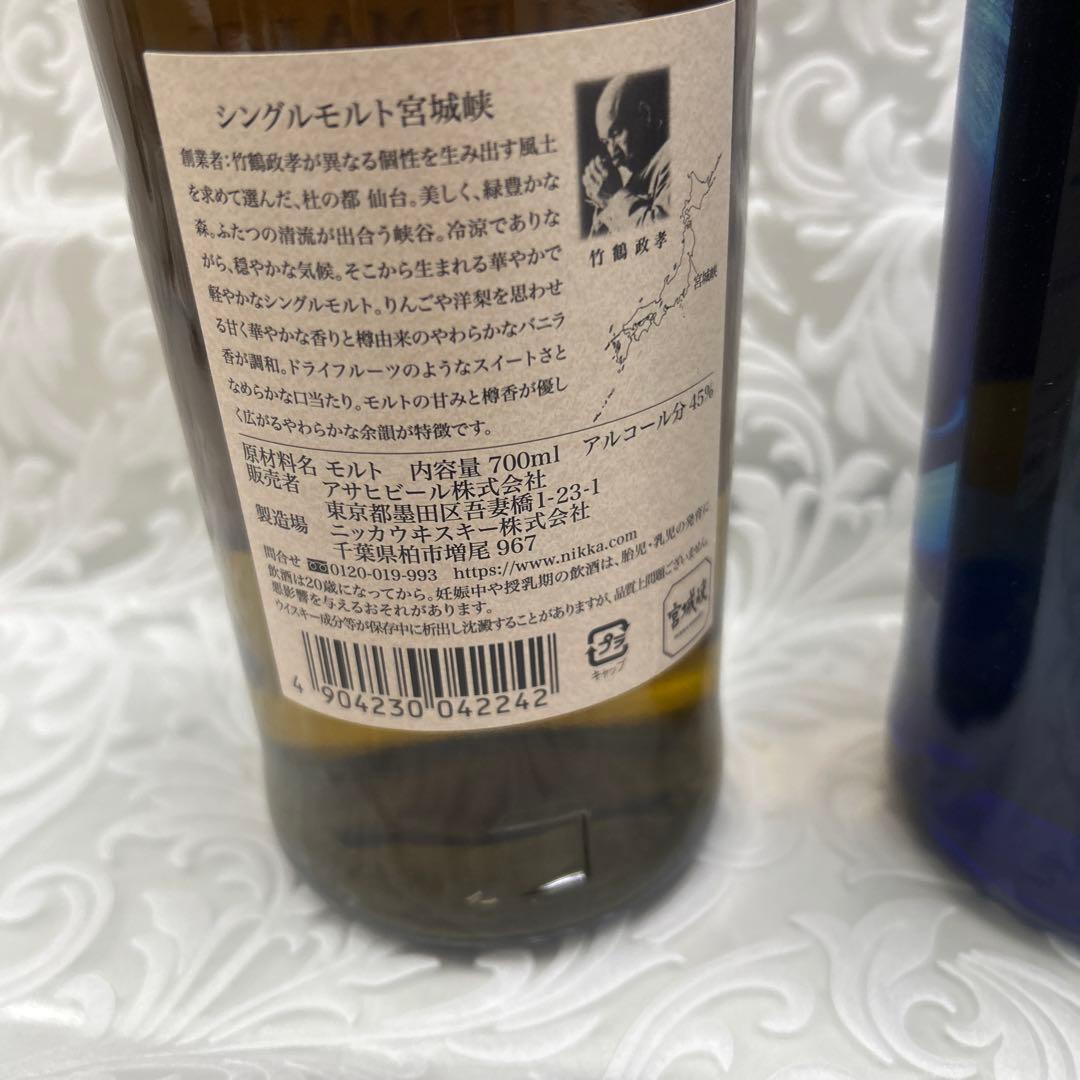 シングルモルト宮城峡
創業者:竹鶴政孝が異なる個性を生み出す風土
を求めて選んだ、杜の都 仙台。美しく、緑豊かな
森。ふたつの清流が出合う峡谷。冷涼でありな
がら、穏やかな気候。そこから生まれる華やかで
軽やかなシングルモルト。りんごや洋梨を思わせ
る甘く華やかな香りと樽由来のやわらかなバニラ
香が調和。ドライフルーツのようなスイートさと
なめらかな口当たり。モルトの甘みと樽香が優し
く広がるやわらかな余韻が特徴です。
竹鶴政孝
宮城峡
原材料名 モルト 内容量 700ml アルコール分 45%
販売者 アサヒビール株式会社
東京都墨田区吾妻橋1-23-1
製造場 ニッカウヰスキー株式会社
千葉県柏市増尾 967
問合せ 0120-019-993 https://www.nikka.com
飲酒は20歳になってから。妊娠中や授乳期の飲酒は、胎児・乳児の発育に
悪影響を与えるおそれがあります。
ウイスキー成分等が保存中に析出し沈澱することがありますが、品質上問題ございません。
プラ
キャップ
宮城峡
4 904230 042242